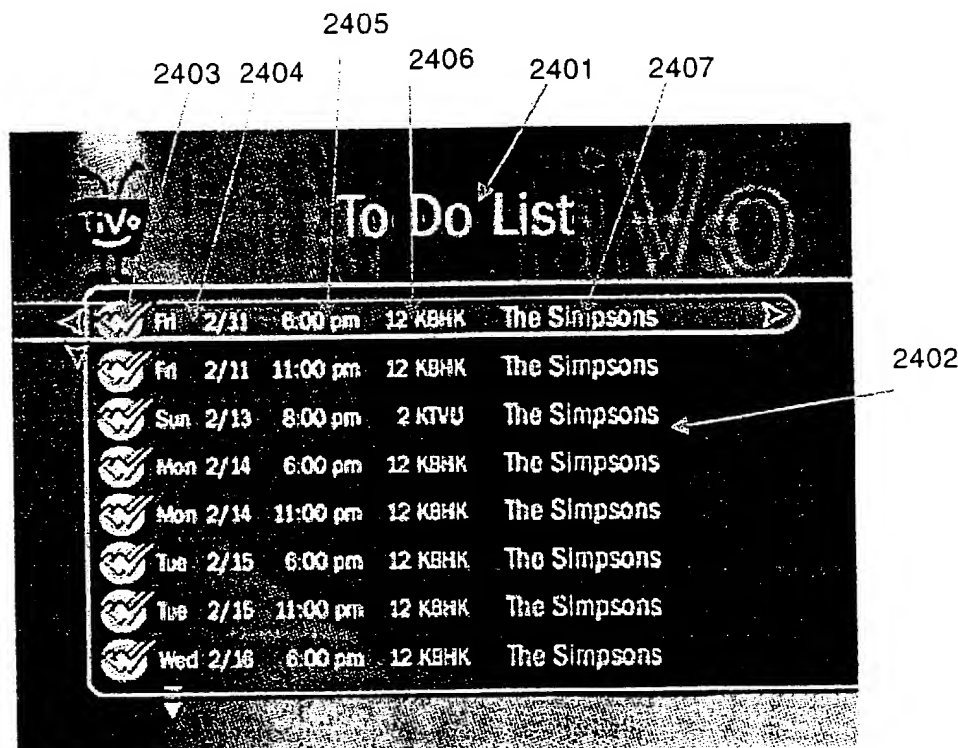 2405
2406
2403 2404 2401 2407
TiVo To Do List TiVo
Fri 2/11 6:00 pm 12 KBHK The Simpsons
2402
Fri 2/11 11:00 pm 12 KBHK The Simpsons
Sun 2/13 8:00 pm 2 KTVU The Simpsons
Mon 2/14 6:00 pm 12 KBHK The Simpsons
Mon 2/14 11:00 pm 12 KBHK The Simpsons
Tue 2/15 6:00 pm 12 KBHK The Simpsons
Tue 2/15 11:00 pm 12 KBHK The Simpsons
Wed 2/16 6:00 pm 12 KBHK The Simpsons